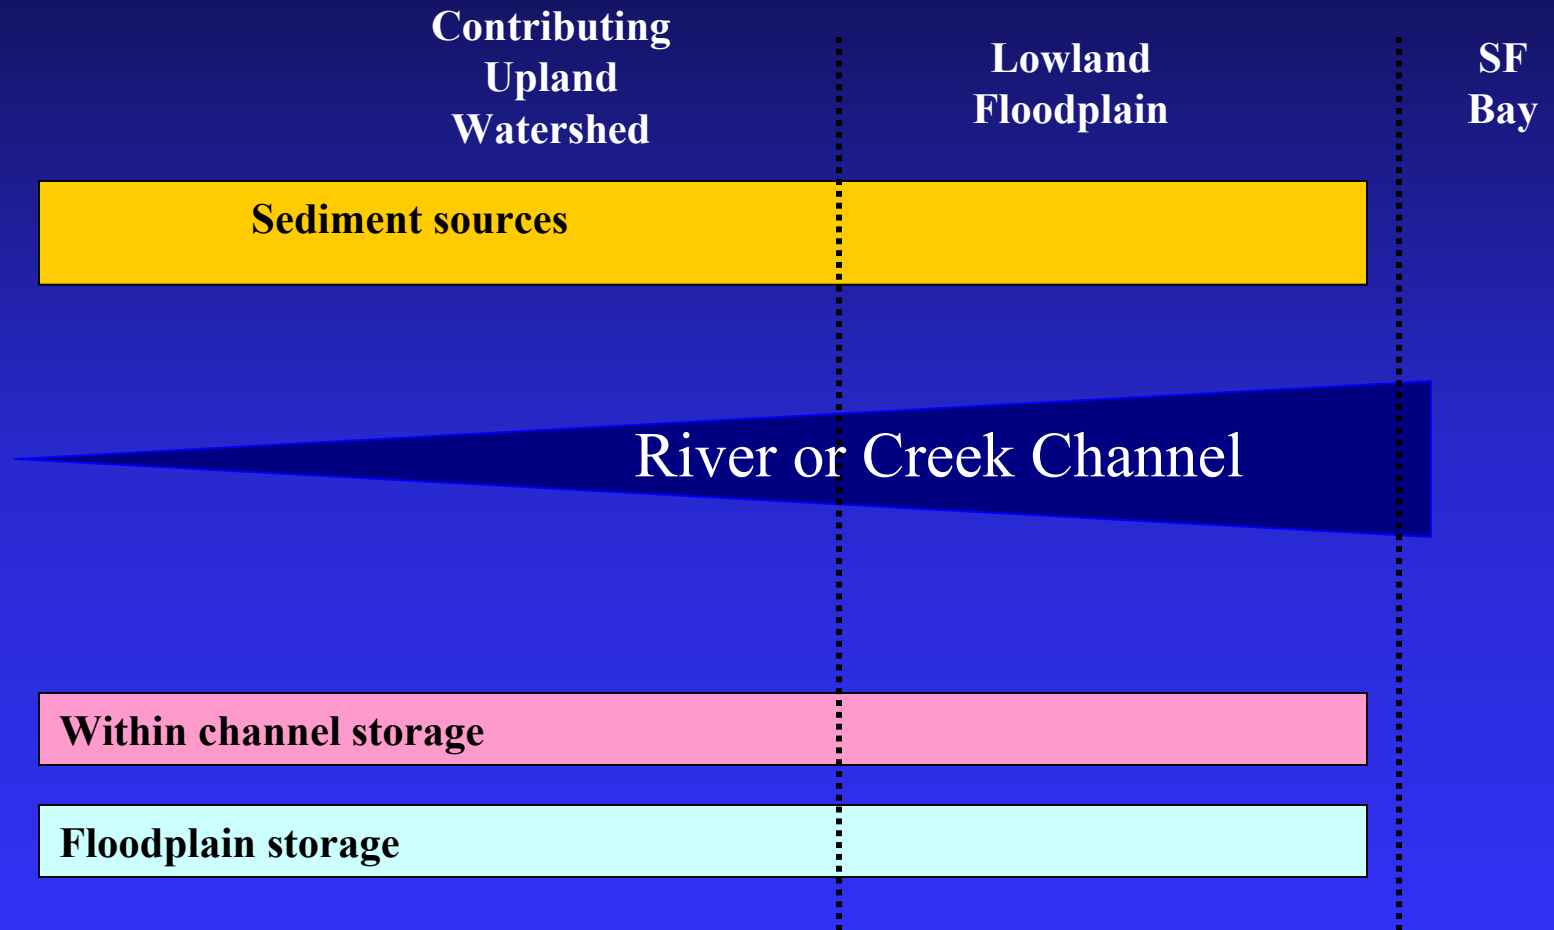 Contributing
Upland
Watershed
Lowland
Floodplain
SF
Bay
Sediment sources
River or Creek Channel
Within channel storage
Floodplain storage